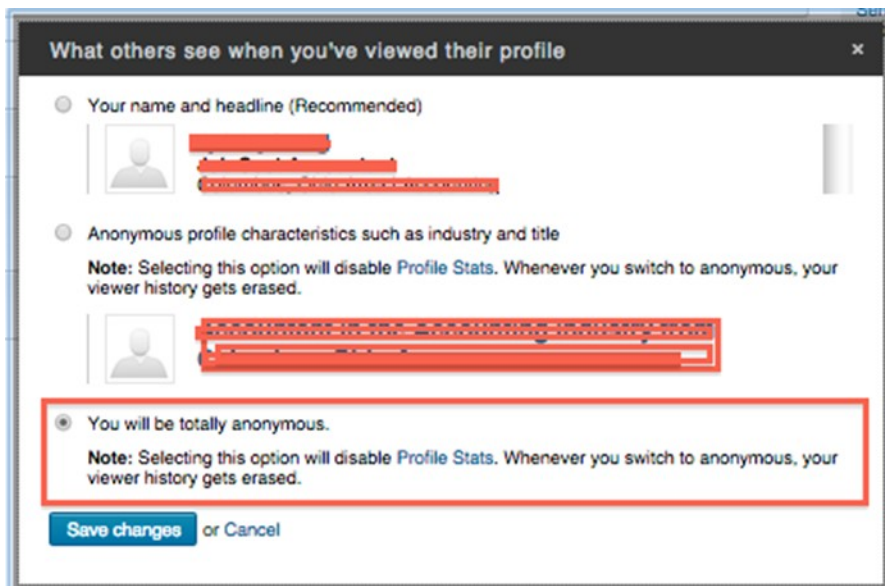 What others see when you've viewed their profile
×
Your name and headline (Recommended)
Anonymous profile characteristics such as industry and title
Note: Selecting this option will disable Profile Stats. Whenever you switch to anonymous, your
viewer history gets erased.
You will be totally anonymous.
Note: Selecting this option will disable Profile Stats. Whenever you switch to anonymous, your
viewer history gets erased.
Save changes or Cancel